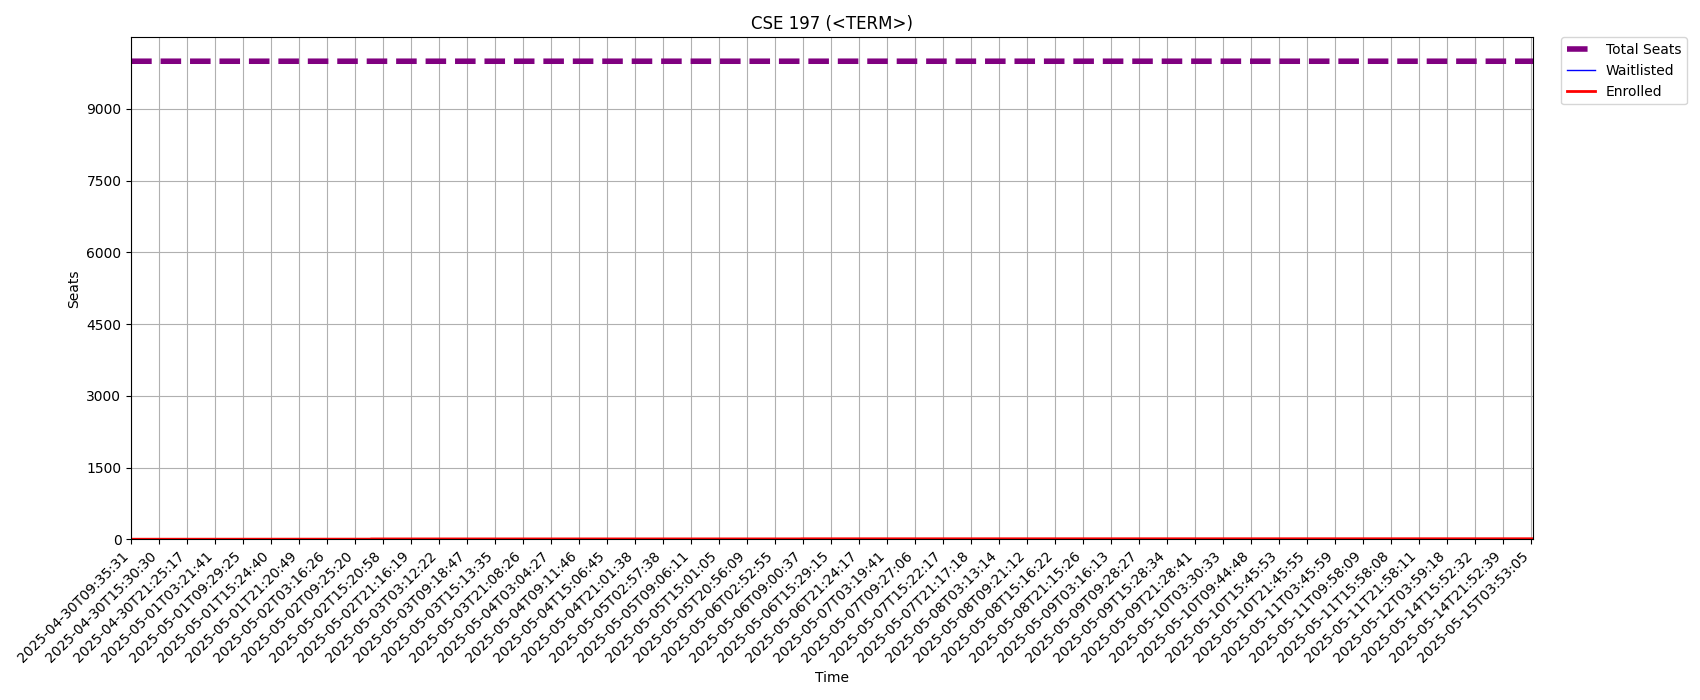 CSE 197 (<TERM>)
Total Seats
Waitlisted
Enrolled
9000
7500
6000
4500
3000
1500
0
Seats
2025-04-30T09:35:31
2025-04-30T15:30:30
2025-04-30T21:25:17
2025-05-01T03:21:41
2025-05-01T09:29:25
2025-05-01T15:24:40
2025-05-01T21:20:49
2025-05-02T03:16:26
2025-05-02T09:25:20
2025-05-02T15:20:58
2025-05-02T21:16:19
2025-05-03T03:12:22
2025-05-03T09:18:47
2025-05-03T15:13:35
2025-05-03T21:08:26
2025-05-04T03:04:27
2025-05-04T09:11:46
2025-05-04T15:06:45
2025-05-04T21:01:38
2025-05-05T02:57:38
2025-05-05T09:06:11
2025-05-05T15:01:05
2025-05-05T20:56:09
2025-05-06T02:52:55
2025-05-06T09:00:37
2025-05-06T15:29:15
2025-05-06T21:24:17
2025-05-07T03:19:41
2025-05-07T09:27:06
2025-05-07T15:22:17
2025-05-07T21:17:18
2025-05-08T03:13:14
2025-05-08T09:21:12
2025-05-08T15:16:22
2025-05-08T21:15:26
2025-05-09T03:16:13
2025-05-09T09:28:27
2025-05-09T15:28:34
2025-05-09T21:28:41
2025-05-10T03:30:33
2025-05-10T09:44:48
2025-05-10T15:45:53
2025-05-10T21:45:55
2025-05-11T03:45:59
2025-05-11T09:58:09
2025-05-11T15:58:08
2025-05-11T21:58:11
2025-05-12T03:59:18
2025-05-14T15:52:32
2025-05-14T21:52:39
2025-05-15T03:53:05
Time